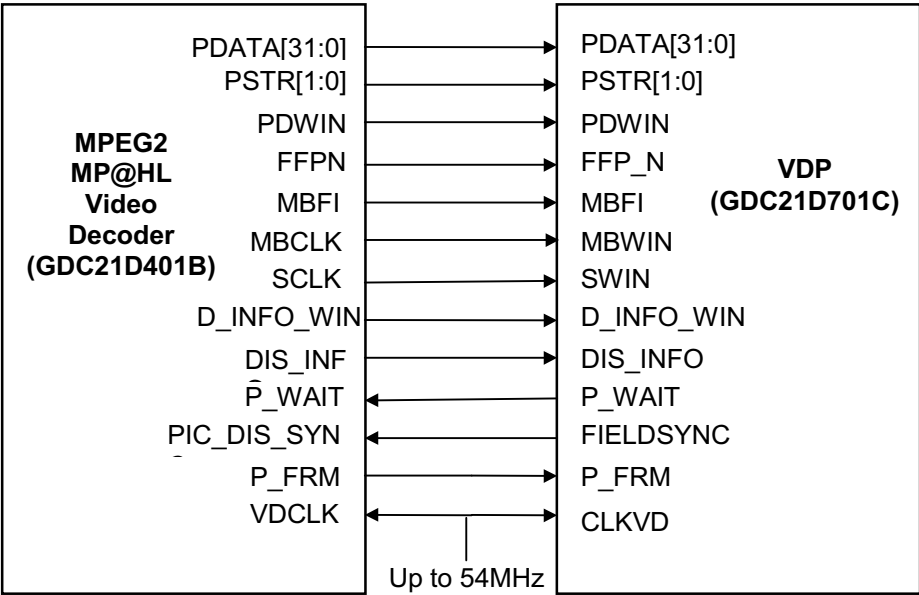 PDATA[31:0] PDATA[31:0]
PSTR[1:0] PSTR[1:0]
PDWIN PDWIN
MPEG2
MP@HL
Video
Decoder
(GDC21D401B)
FFPN FFP_N
VDP
(GDC21D701C)
MBFI MBFI
MBCLK MBWIN
SCLK SWIN
D_INFO_WIN D_INFO_WIN
DIS_INF DIS_INFO
P_WAIT P_WAIT
PIC_DIS_SYN FIELDSYNC
P_FRM P_FRM
VDCLK CLKVD
Up to 54MHz